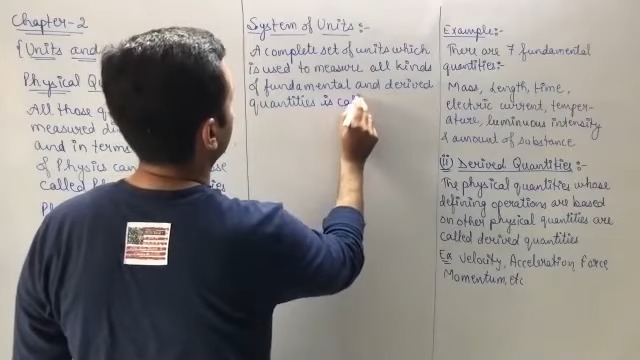 Chapter-2
Units and
Physical Qu
All those qu
measured di
and in terms
of Physics can
called Ph
System of Units :-
A complete set of units which
is used to measure all kinds
of fundamental and derived
quantities is cal
Example:-
There are 7 fundamental
quantities:-
Mass, Length, time,
electric current, temper-
ature, luminous intensity
& amount of substance
(ii) Derived Quantities :-
The physical quantities whose
defining operations are based
on other physical quantities are
called derived quantities
Ex Velocity, Acceleration, Force
Momentum, etc